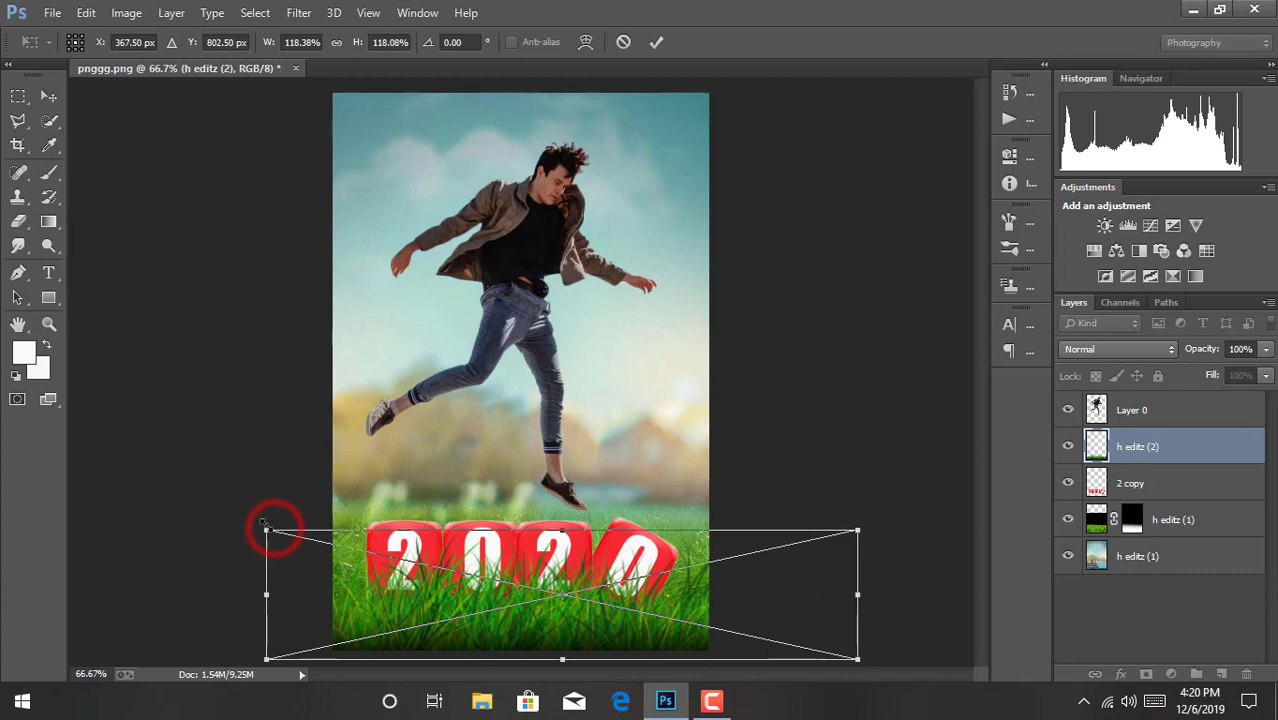 Ps File Edit Image Layer Type Select Filter 3D View Window Help
X: 367.50 px Y: 802.50 px W: 118.38% H: 118.08% 0.00 ° Anti-alias Photography
pnggg.png @ 66.7% (h editz (2), RGB/8) * ×
Histogram Navigator
...
...
...
I...
Adjustments
Add an adjustment
...
...
...
Layers Channels Paths
A| ...
Kind
¶ ...
Normal Opacity: 100%
Lock: Fill: 100%
Layer 0
h editz (2)
2 copy
h editz (1)
h editz (1)
2020
66.67% Doc: 1.54M/9.25M
Ps
4:20 PM
12/6/2019